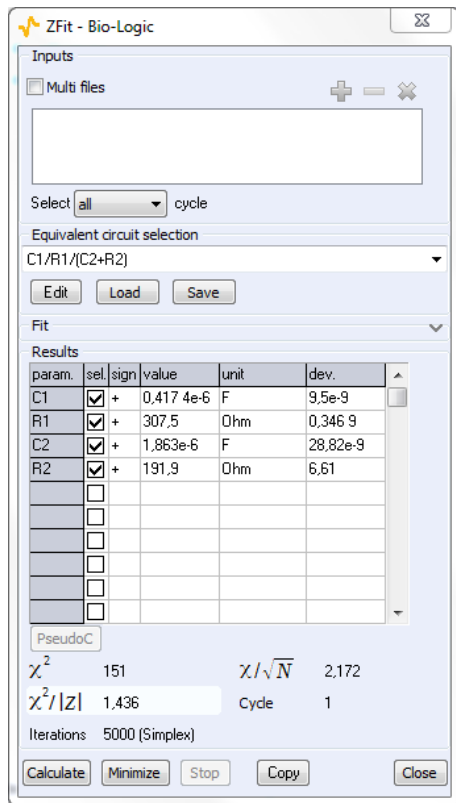 ZFit - Bio-Logic
Inputs
Multi files
Select all cycle
Equivalent circuit selection
C1/R1/(C2+R2)
Edit Load Save
Fit
Results
param. sel. sign value unit dev.
C1 + 0,417 4e-6 F 9,5e-9
R1 + 307,5 Ohm 0,346 9
C2 + 1,863e-6 F 28,82e-9
R2 + 191,9 Ohm 6,61
PseudoC
χ² 151 χ/√N 2,172
χ²/|Z| 1,436 Cycle 1
Iterations 5000 (Simplex)
Calculate Minimize Stop Copy Close